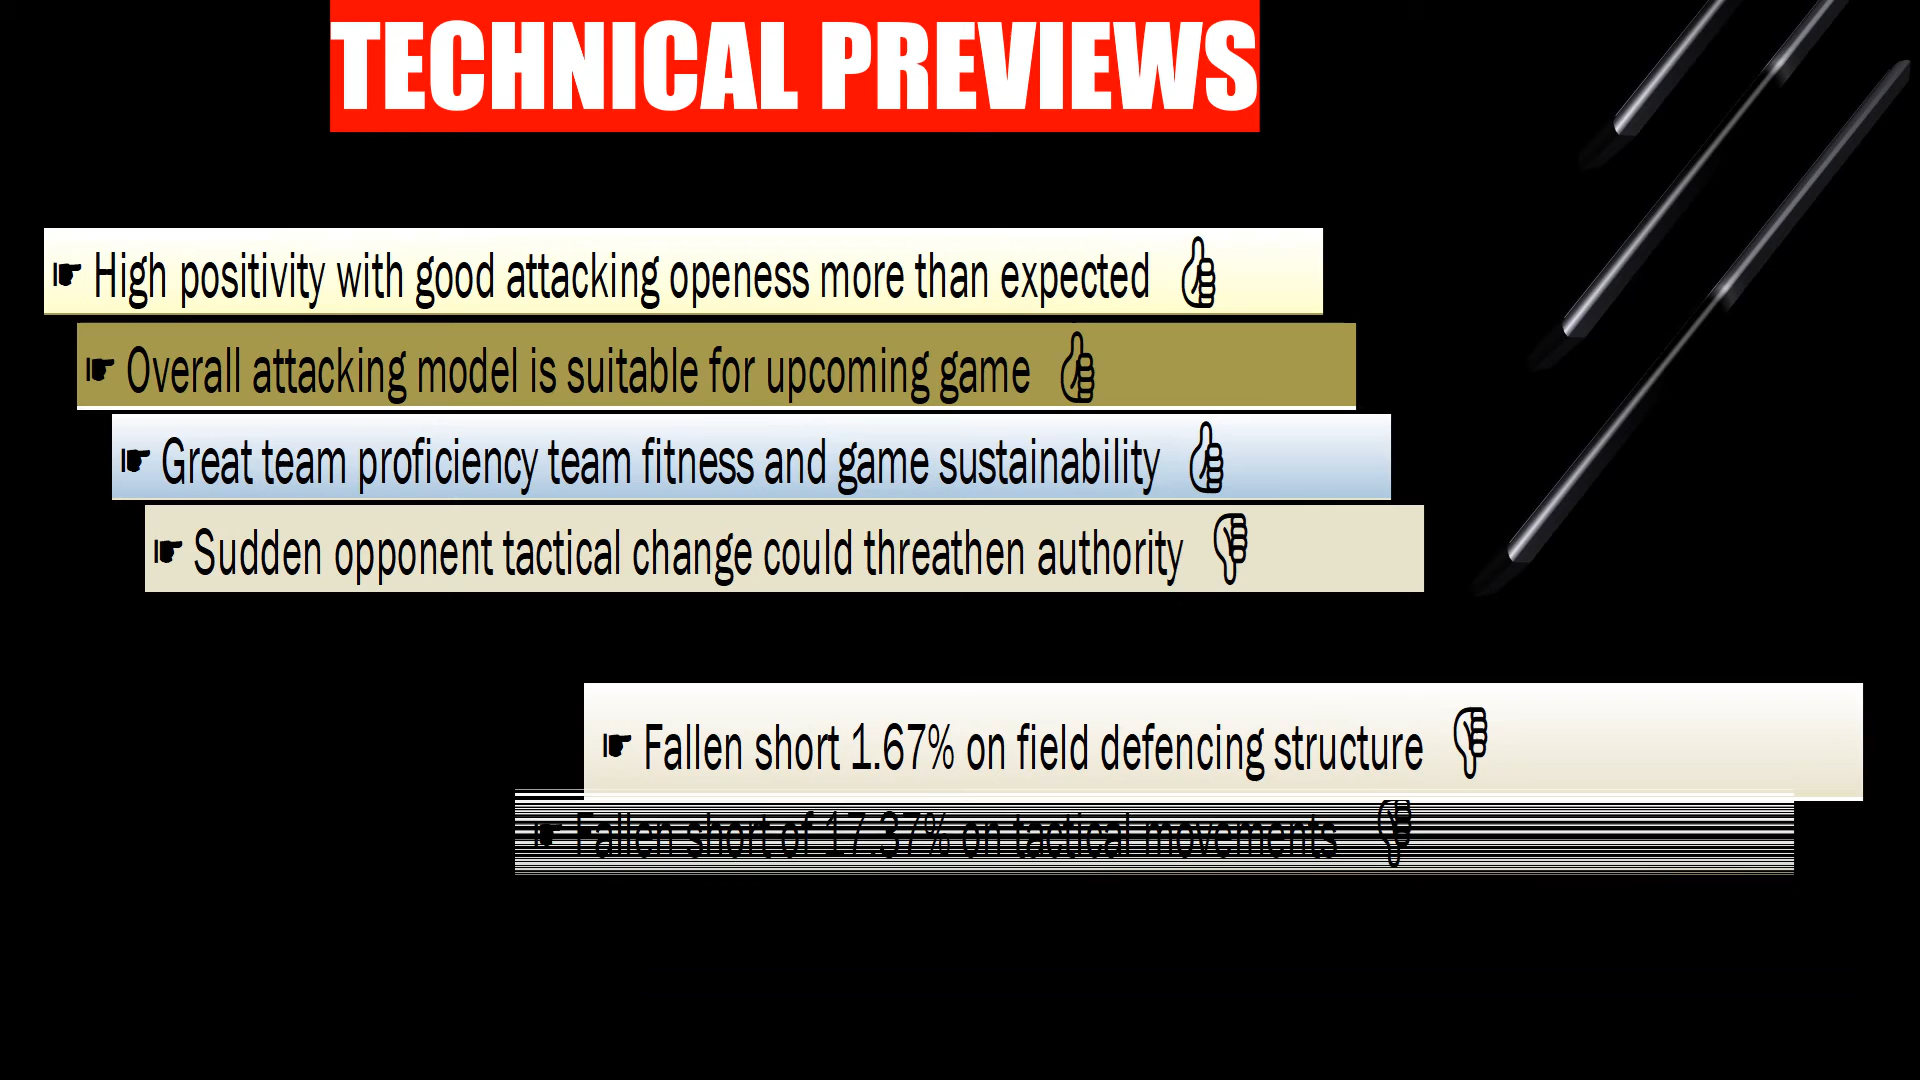 TECHNICAL PREVIEWS
☛ High positivity with good attacking openess more than expected 👍
☛ Overall attacking model is suitable for upcoming game 👍
☛ Great team proficiency team fitness and game sustainability 👍
☛ Sudden opponent tactical change could threathen authority 👎
☛ Fallen short 1.67% on field defencing structure 👎
☛ Fallen short of 17.37% on tactical movements 👎